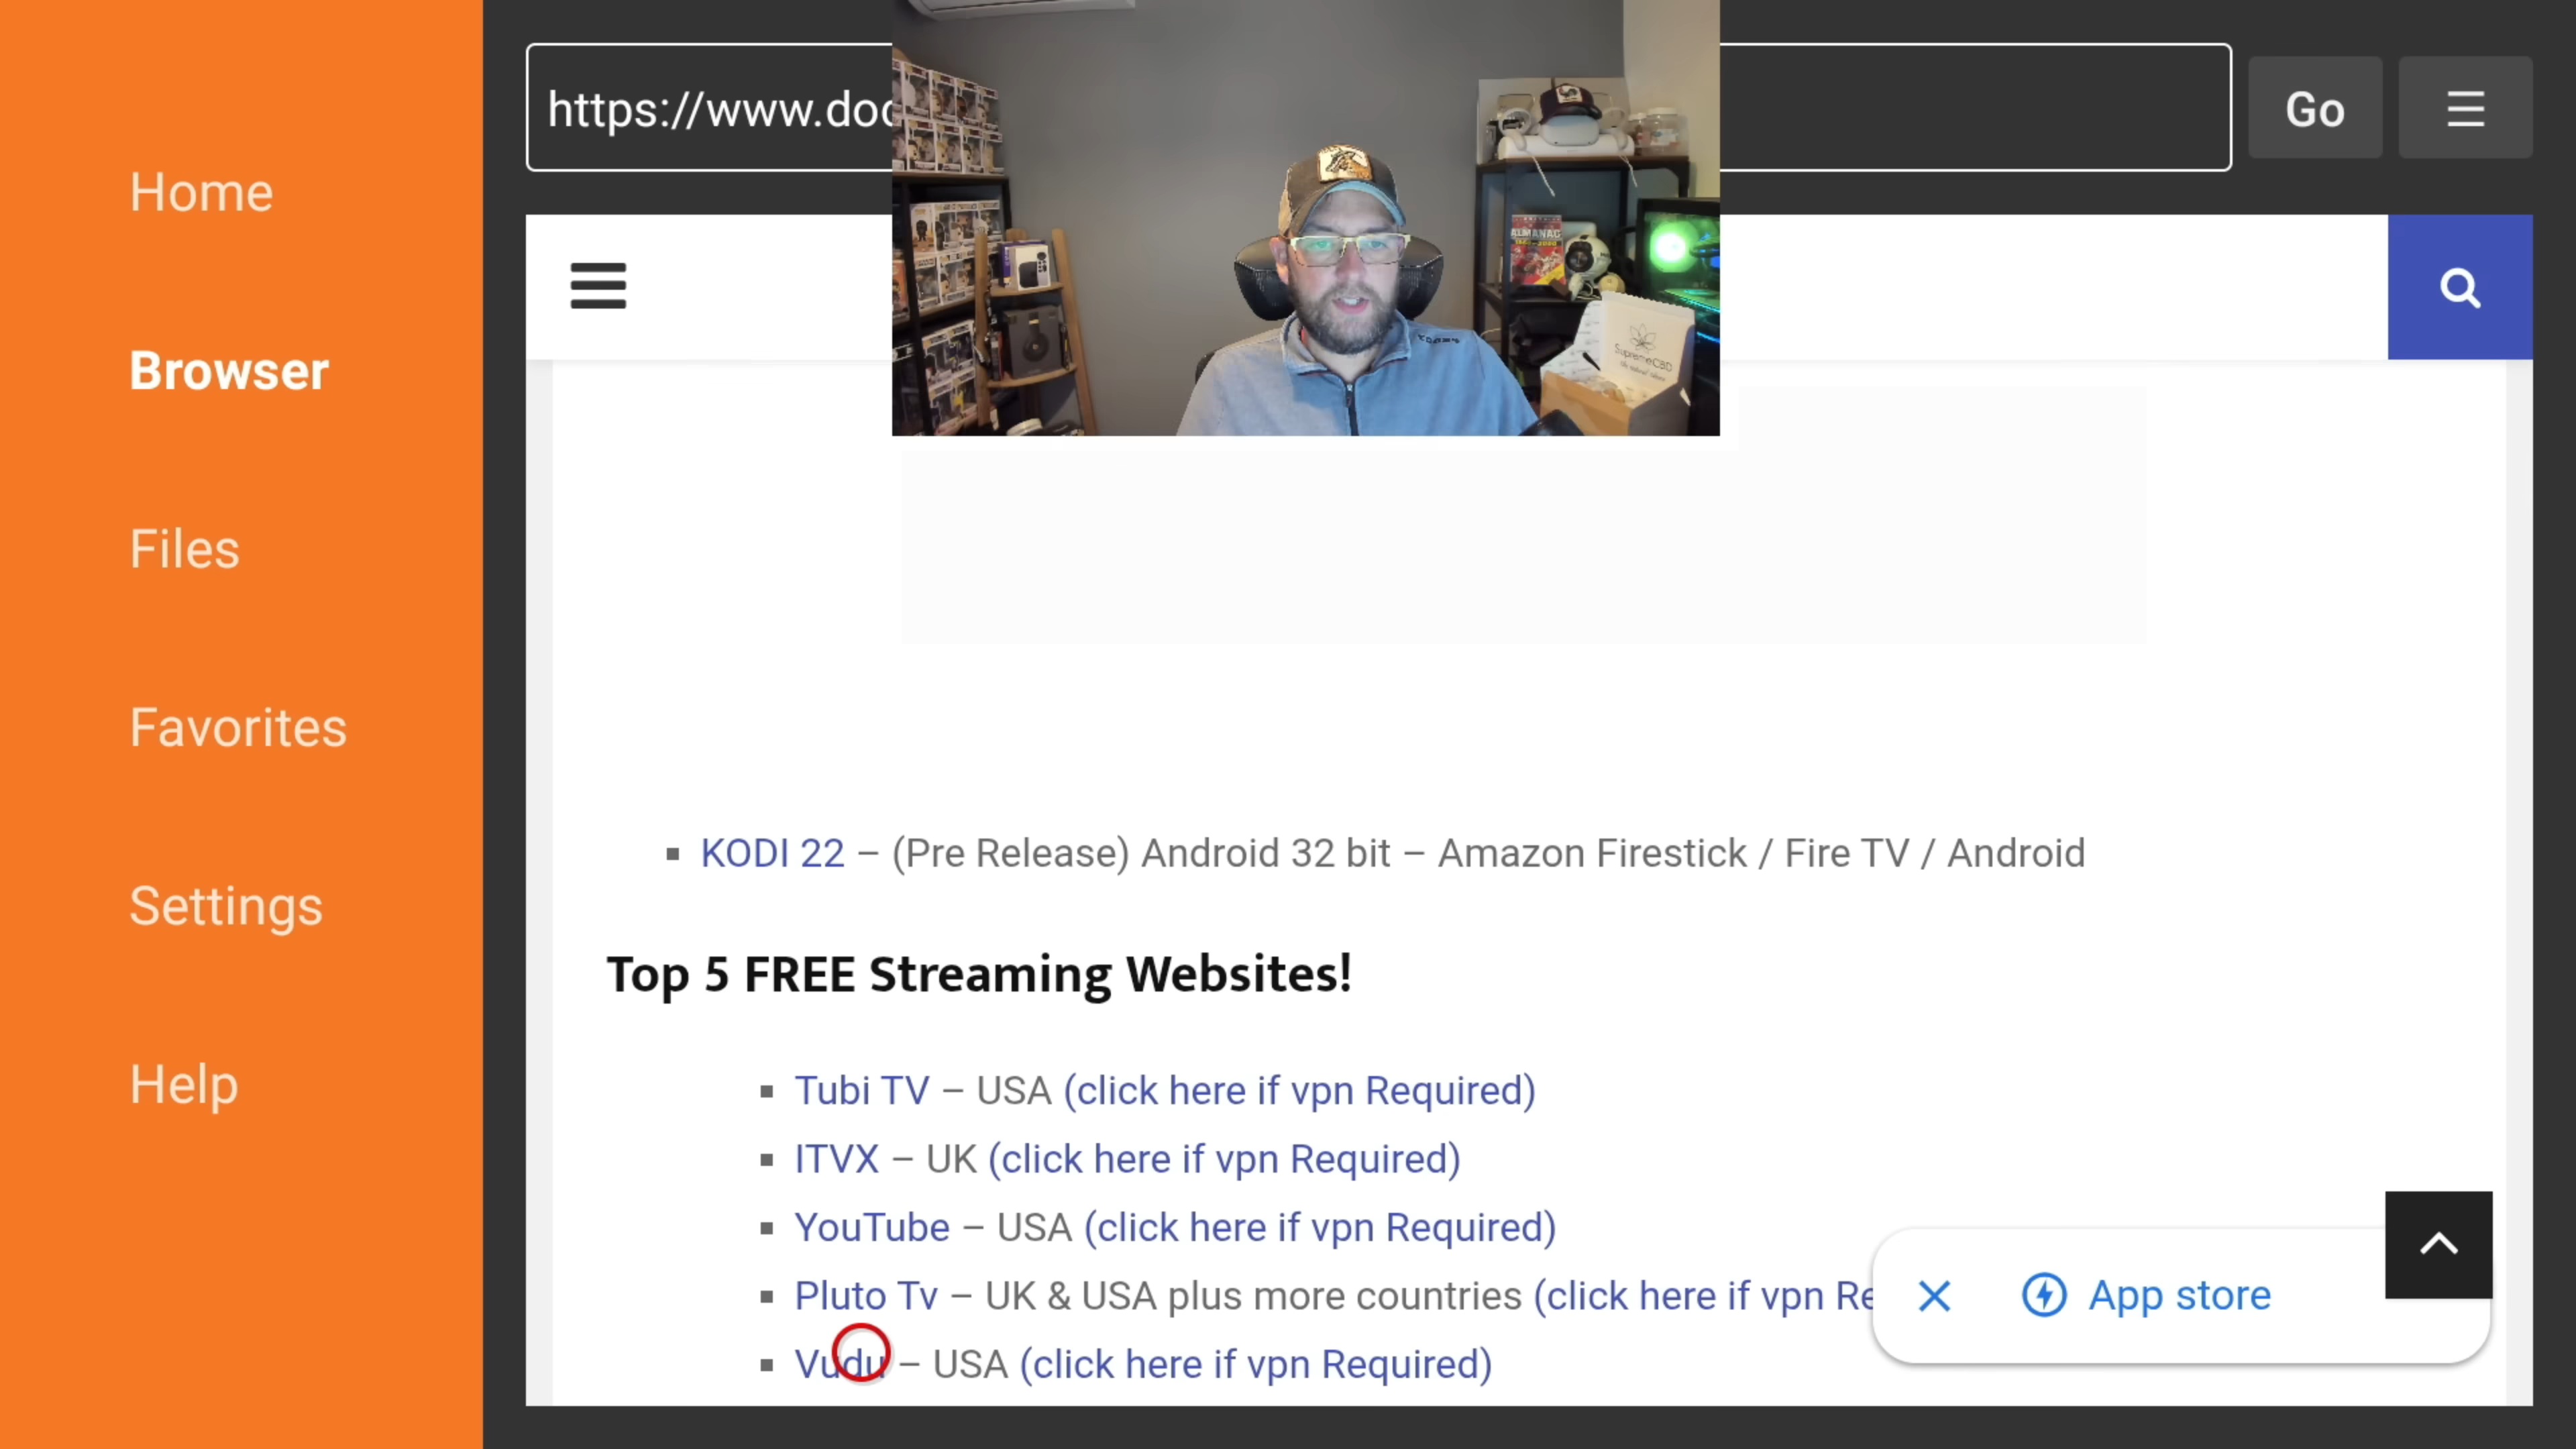 Home
Browser
Files
Favorites
Settings
Help
https://www.doc
Go
ALMANAC
SupremeCBD
KODI 22 – (Pre Release) Android 32 bit – Amazon Firestick / Fire TV / Android
Top 5 FREE Streaming Websites!
Tubi TV – USA (click here if vpn Required)
ITVX – UK (click here if vpn Required)
YouTube – USA (click here if vpn Required)
Pluto Tv – UK & USA plus more countries (click here if vpn Re
Vudu – USA (click here if vpn Required)
App store